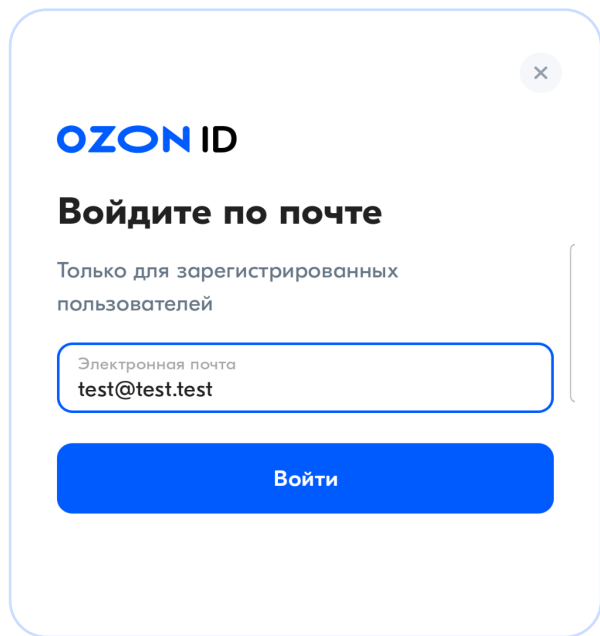 OZON ID
Войдите по почте
Только для зарегистрированных
пользователей
Электронная почта
test@test.test
Войти